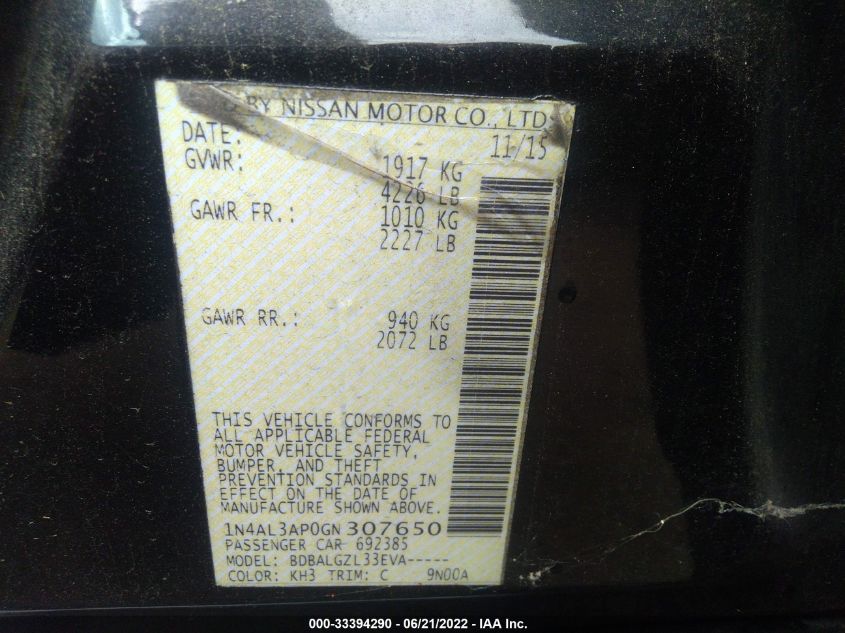 BY NISSAN MOTOR CO., LTD.
DATE: 11/15
GVWR: 1917 KG
4226 LB
GAWR FR.: 1010 KG
2227 LB
GAWR RR.: 940 KG
2072 LB
THIS VEHICLE CONFORMS TO
ALL APPLICABLE FEDERAL
MOTOR VEHICLE SAFETY,
BUMPER, AND THEFT
PREVENTION STANDARDS IN
EFFECT ON THE DATE OF
MANUFACTURE SHOWN ABOVE.
1N4AL3AP0GN307650
PASSENGER CAR 692385
MODEL: BDBALGZL33EVA-----
COLOR: KH3 TRIM: C 9N00A
000-33394290 - 06/21/2022 - IAA Inc.